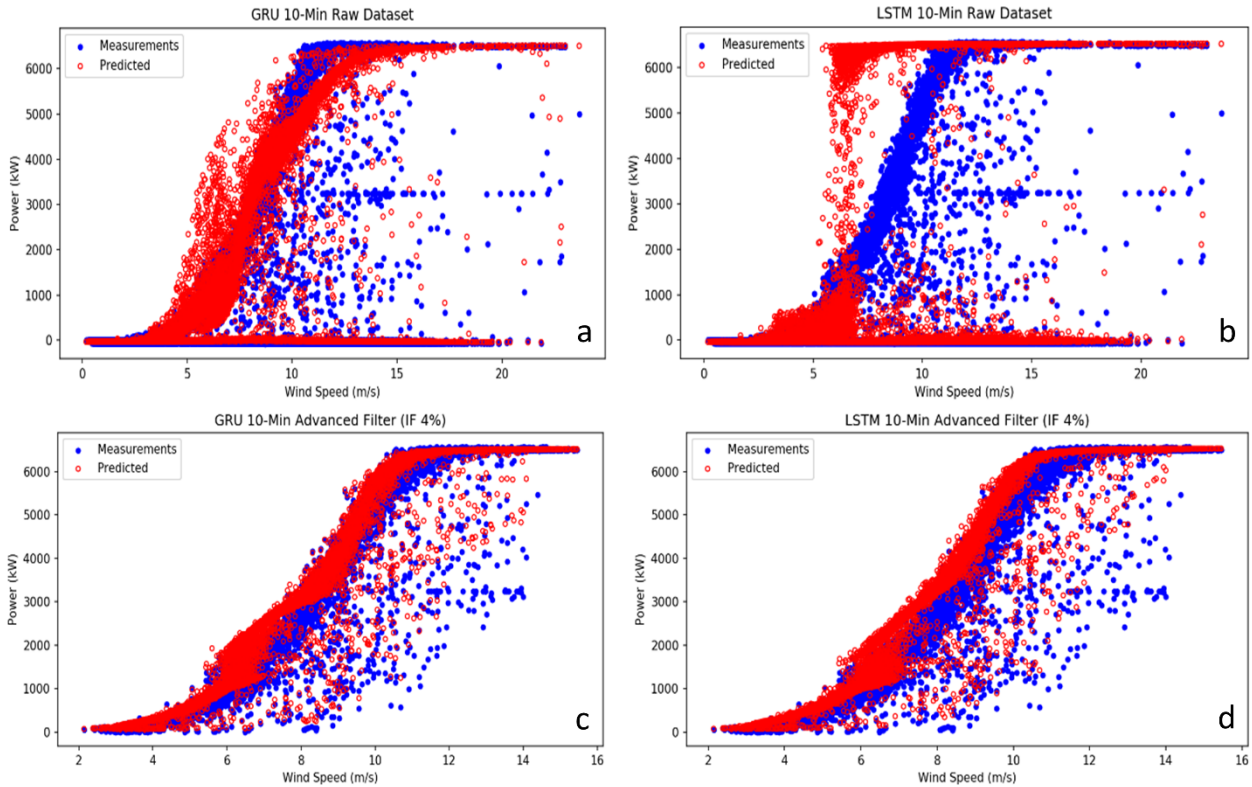 GRU 10-Min Raw Dataset
Measurements
Predicted
Power (kW)
6000
5000
4000
3000
2000
1000
0
a
0 5 10 15 20
Wind Speed (m/s)
LSTM 10-Min Raw Dataset
Measurements
Predicted
Power (kW)
6000
5000
4000
3000
2000
1000
0
b
0 5 10 15 20
Wind Speed (m/s)
GRU 10-Min Advanced Filter (IF 4%)
Measurements
Predicted
Power (kW)
6000
5000
4000
3000
2000
1000
0
c
2 4 6 8 10 12 14 16
Wind Speed (m/s)
LSTM 10-Min Advanced Filter (IF 4%)
Measurements
Predicted
Power (kW)
6000
5000
4000
3000
2000
1000
0
d
2 4 6 8 10 12 14 16
Wind Speed (m/s)